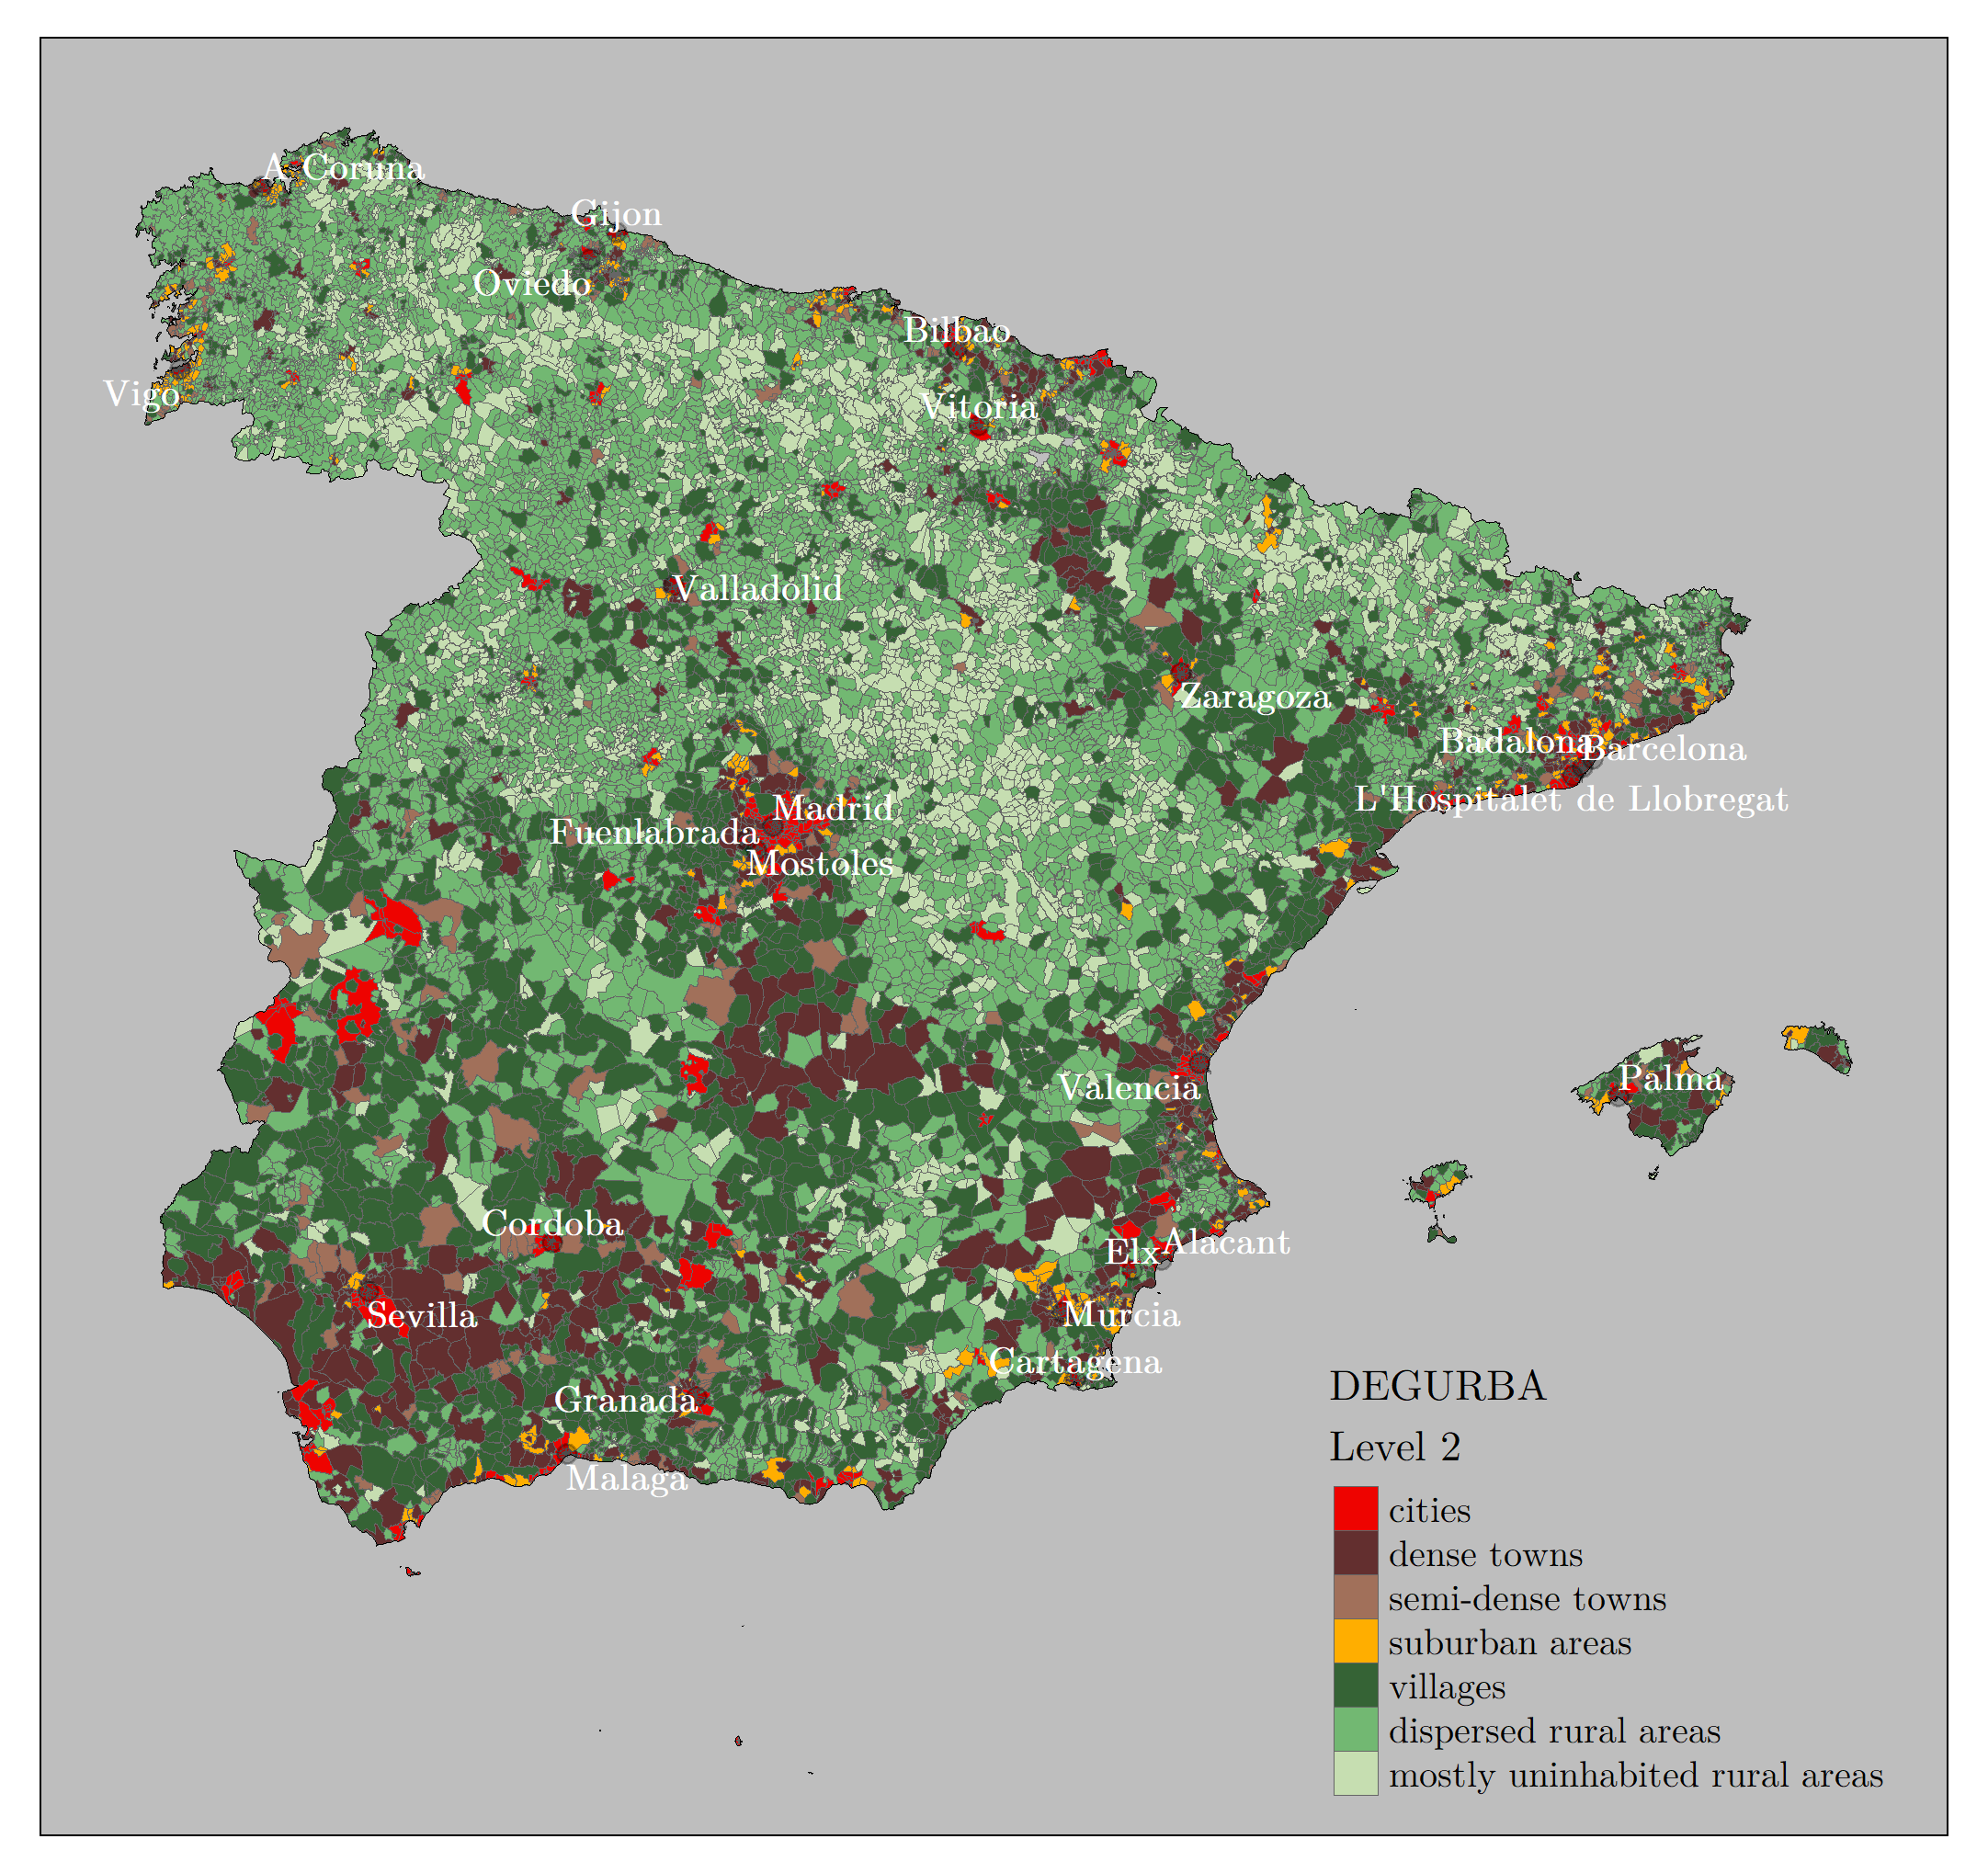 A Coruna
Gijon
Oviedo
Bilbao
Vigo
Vitoria
Valladolid
Zaragoza
Badalona
Barcelona
L'Hospitalet de Llobregat
Madrid
Fuenlabrada
Mostoles
Palma
Valencia
Cordoba
Alacant
Elx
Sevilla
Murcia
Cartagena
Granada
Malaga
DEGURBA
Level 2
cities
dense towns
semi-dense towns
suburban areas
villages
dispersed rural areas
mostly uninhabited rural areas